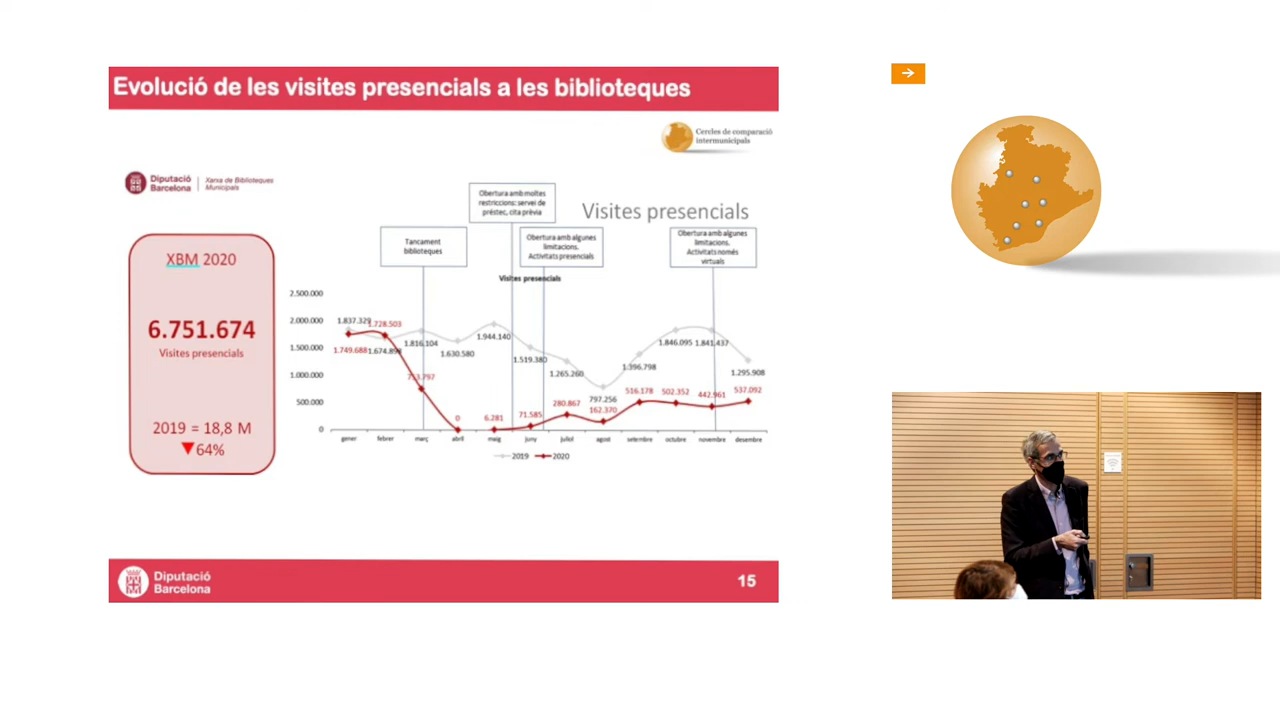 Evolució de les visites presencials a les biblioteques
Cercles de comparació
intermunicipals
Diputació
Barcelona
Xarxa de Biblioteques
Municipals
XBM 2020
6.751.674
Visites presencials
2019 = 18,8 M
64%
Visites presencials
Tancament
biblioteques
Obertura amb moltes
restriccions: servei de
préstec, cita prèvia
Obertura amb algunes
limitacions.
Activitats presencials
Obertura amb algunes
limitacions.
Activitats només
virtuals
Visites presencials
2.500.000
2.000.000
1.500.000
1.000.000
500.000
0
1.837.329
1.674.898
1.816.104
1.630.580
1.944.140
1.519.380
1.265.260
797.256
1.396.798
1.846.095
1.841.437
1.295.908
1.749.688
1.728.503
753.797
0
6.281
71.585
280.867
162.370
516.178
502.352
442.961
537.092
gener
febrer
març
abril
maig
juny
juliol
agost
setembre
octubre
novembre
desembre
2019
2020
Diputació
Barcelona
15